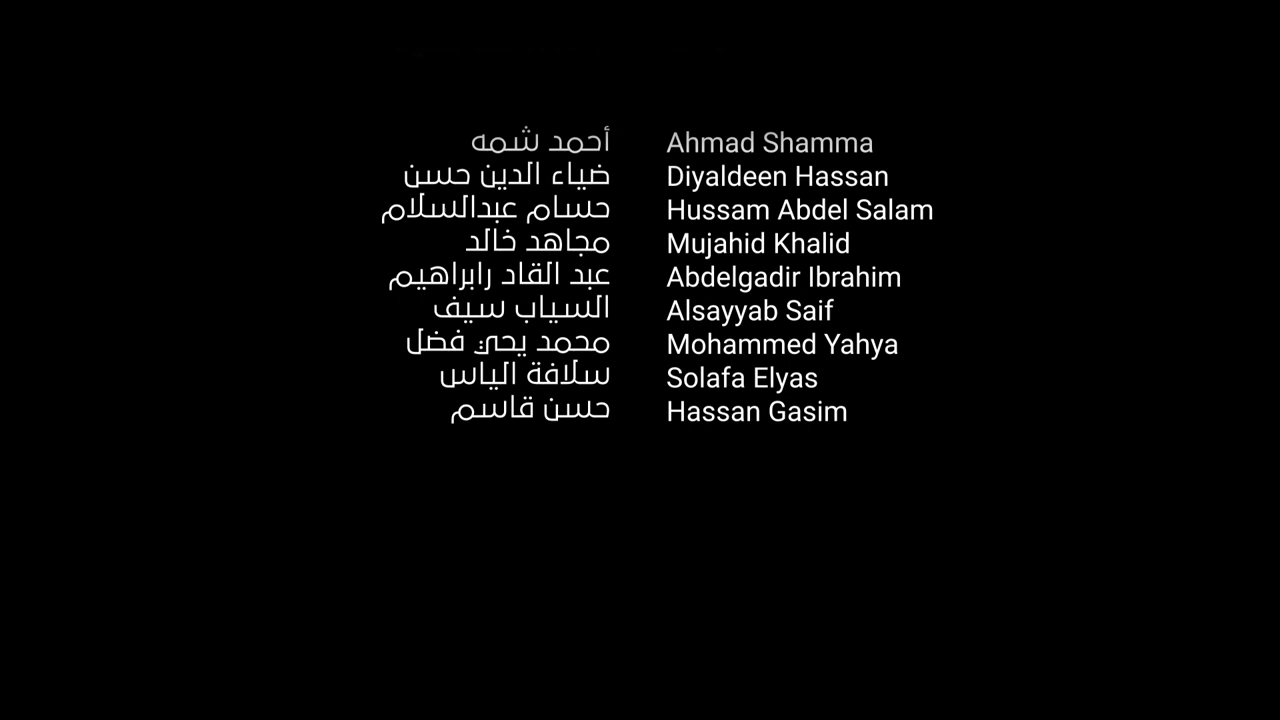 أحمد شمه Ahmad Shamma
ضياء الدين حسن Diyaldeen Hassan
حسام عبدالسلام Hussam Abdel Salam
مجاهد خالد Mujahid Khalid
عبد القاد رابراهيم Abdelgadir Ibrahim
السياب سيف Alsayyab Saif
محمد يحي فضل Mohammed Yahya
سلافة الياس Solafa Elyas
حسن قاسم Hassan Gasim